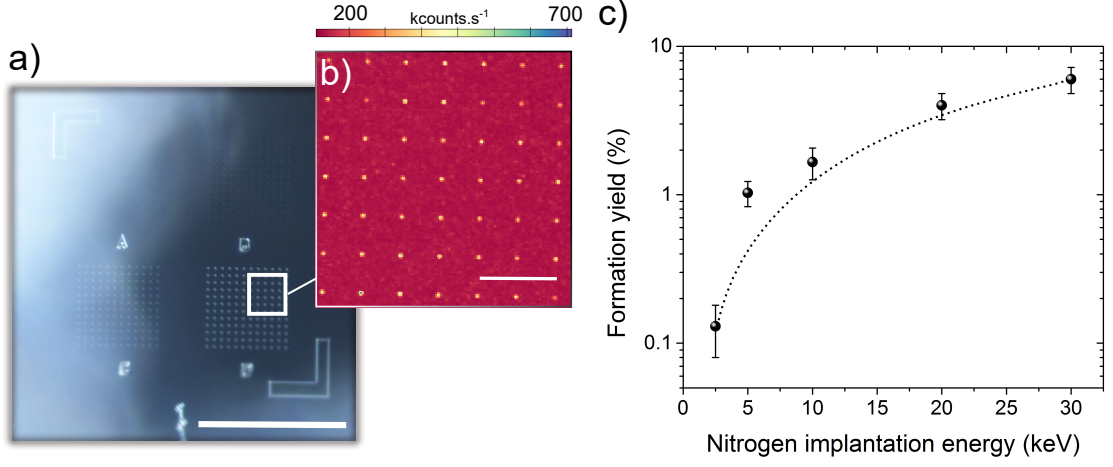 a)
200 kcounts.s⁻¹ 700
b)
A D
c)
10
1
0.1
Formation yield (%)
0 5 10 15 20 25 30
Nitrogen implantation energy (keV)